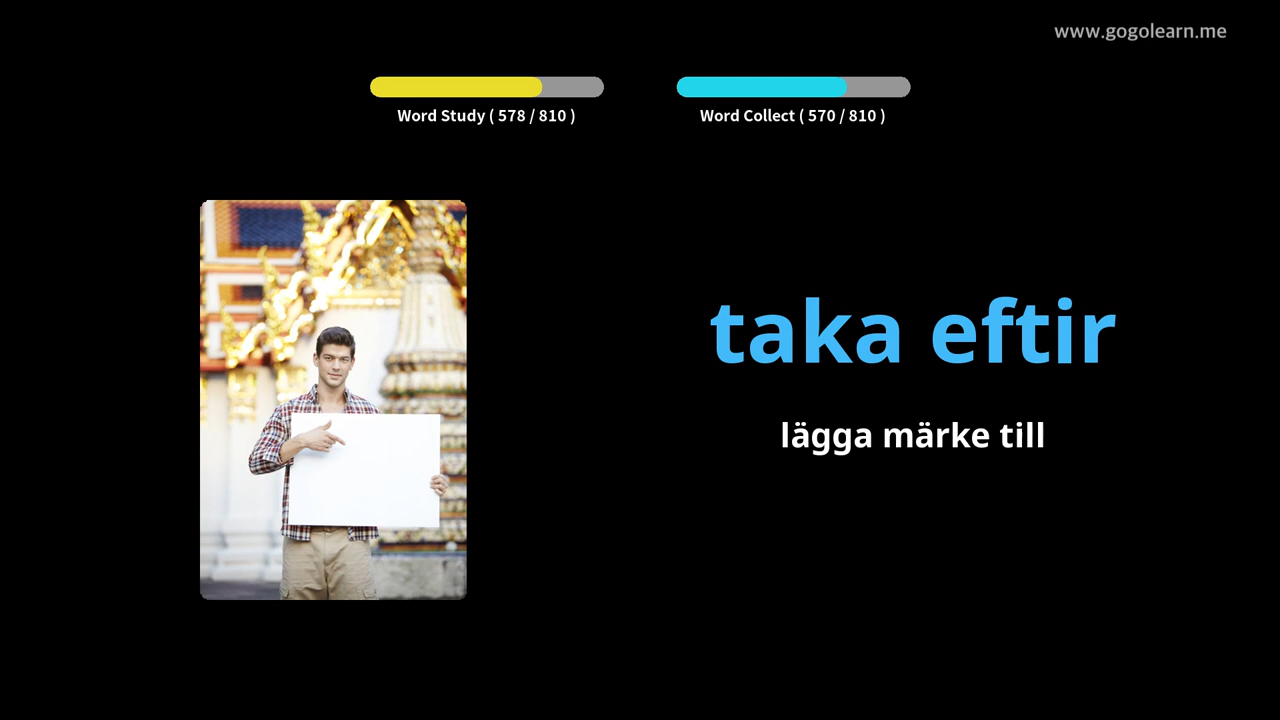 www.gogolearn.me
Word Study ( 578 / 810 )
Word Collect ( 570 / 810 )
taka eftir
lägga märke till